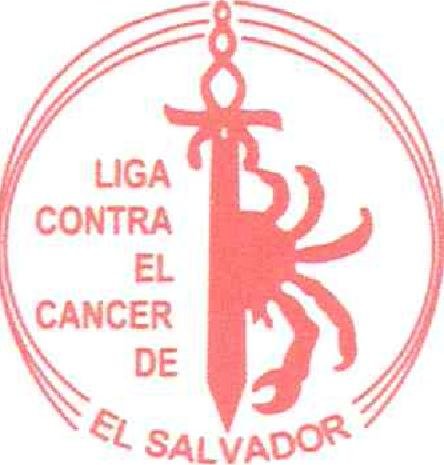 LIGA
CONTRA
EL
CANCER
DE
EL SALVADOR